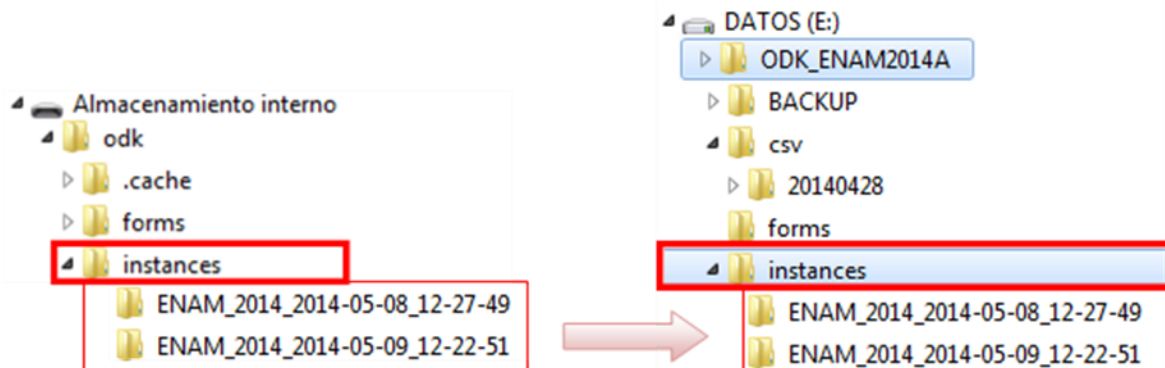 Almacenamiento interno
odk
.cache
forms
instances
ENAM_2014_2014-05-08_12-27-49
ENAM_2014_2014-05-09_12-22-51
DATOS (E:)
ODK_ENAM2014A
BACKUP
csv
20140428
forms
instances
ENAM_2014_2014-05-08_12-27-49
ENAM_2014_2014-05-09_12-22-51